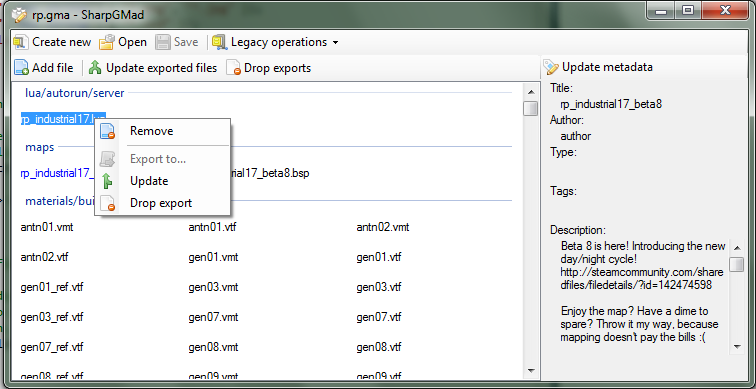 rp.gma - SharpGMad
Create new Open Save Legacy operations
Add file Update exported files Drop exports
Update metadata
lua/autorun/server
rp_industrial17.
Remove
Export to...
Update
Drop export
maps
rp_industrial17_ trial17_beta8.bsp
materials/bui
antn01.vmt antn01.vtf antn02.vmt
antn02.vtf gen01.vmt gen01.vtf
gen01_ref.vtf gen03.vmt gen03.vtf
gen03_ref.vtf gen07.vmt gen07.vtf
gen07_ref.vtf gen08.vmt gen08.vtf
gen08_ref.vtf gen09.vmt gen09.vtf
Title:
rp_industrial17_beta8
Author:
author
Type:
Tags:
Description:
Beta 8 is here! Introducing the new
day/night cycle!
http://steamcommunity.com/share
dfiles/filedetails/?id=142474598
Enjoy the map? Have a dime to
spare? Throw it my way, because
mapping doesn't pay the bills :(